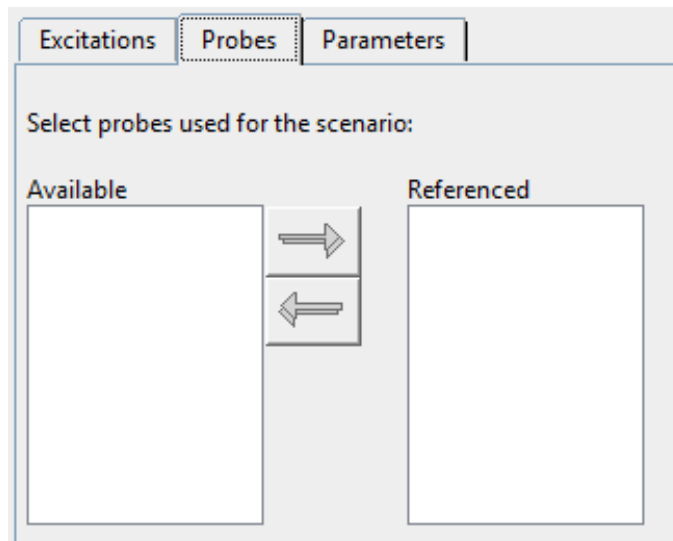 Excitations Probes Parameters
Select probes used for the scenario:
Available Referenced